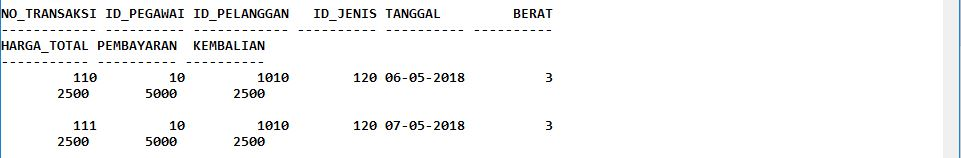 NO_TRANSAKSI ID_PEGAWAI ID_PELANGGAN   ID_JENIS TANGGAL         BERAT
------------ ---------- ------------ ---------- ---------- ----------
HARGA_TOTAL PEMBAYARAN  KEMBALIAN
----------- ---------- ----------
         110         10         1010        120 06-05-2018          3
       2500       5000       2500
         111         10         1010        120 07-05-2018          3
       2500       5000       2500